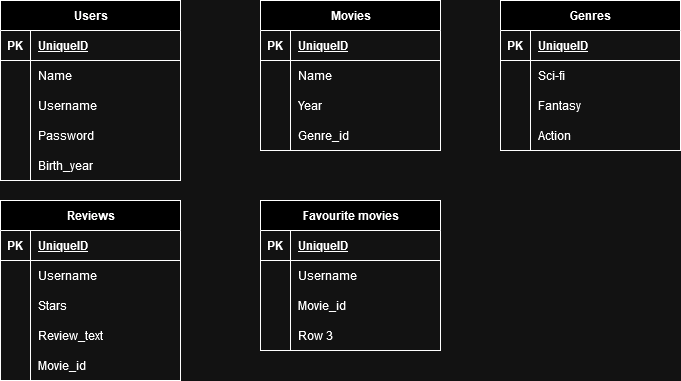 Users
PK UniqueID
Name
Username
Password
Birth_year
Movies
PK UniqueID
Name
Year
Genre_id
Genres
PK UniqueID
Sci-fi
Fantasy
Action
Reviews
PK UniqueID
Username
Stars
Review_text
Movie_id
Favourite movies
PK UniqueID
Username
Movie_id
Row 3